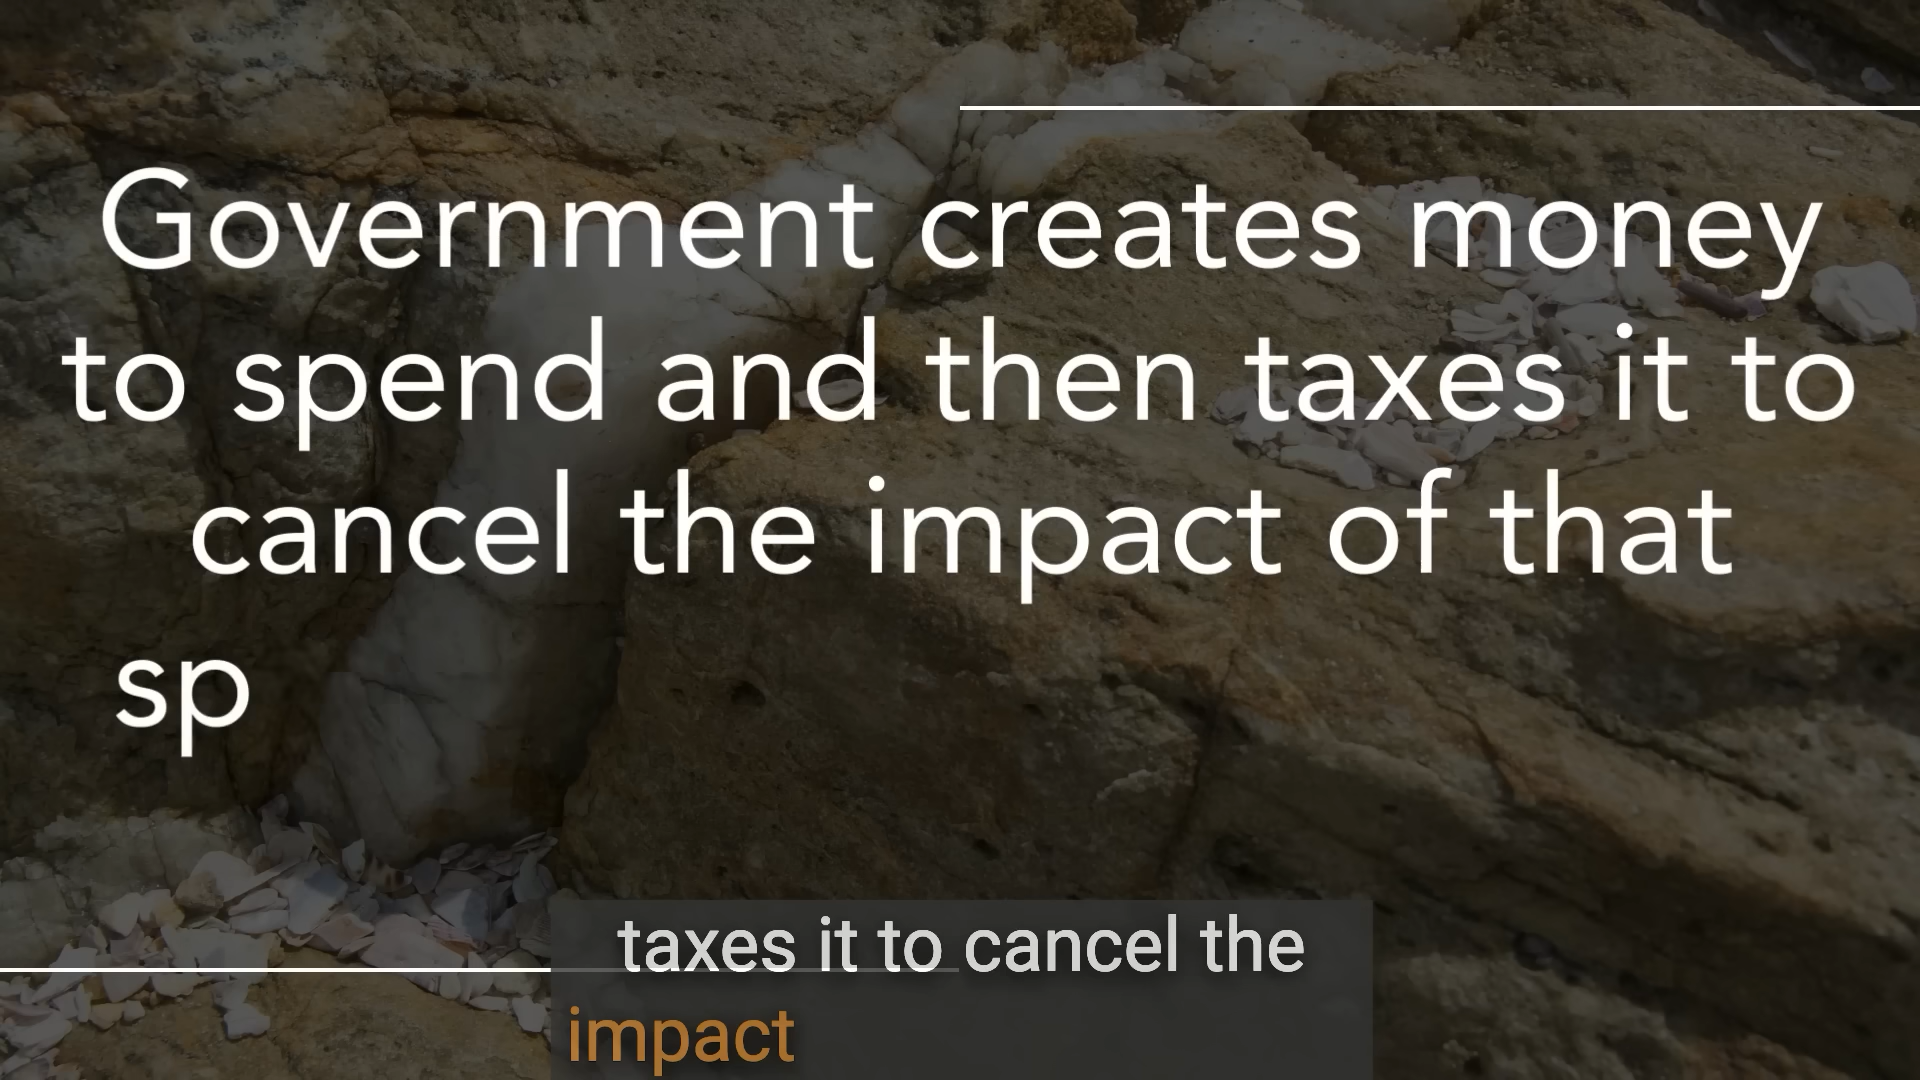 Government creates money
to spend and then taxes it to
cancel the impact of that
sp
taxes it to cancel the
impact